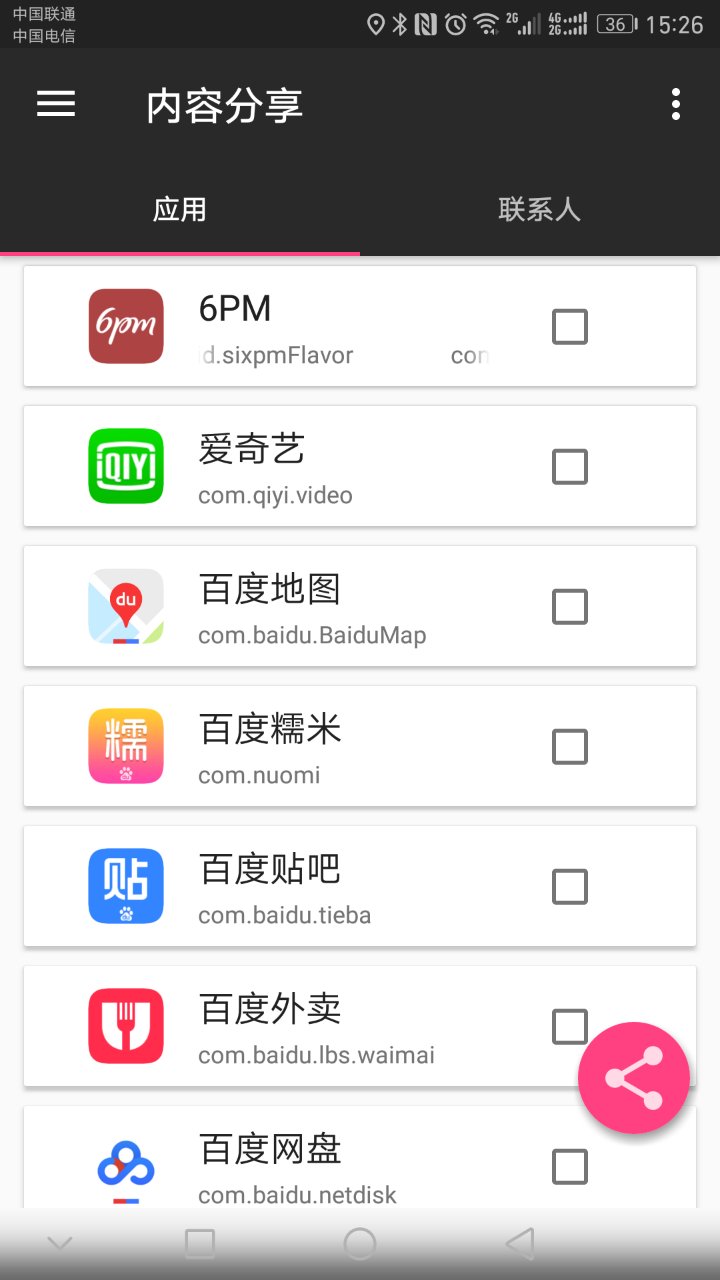 中国联通
中国电信
2G 4G 2G 36 15:26
内容分享
应用 联系人
6pm
6PM
d.sixpmFlavor con
iQIYI
爱奇艺
com.qiyi.video
du
百度地图
com.baidu.BaiduMap
糯
百度糯米
com.nuomi
贴
百度贴吧
com.baidu.tieba
百度外卖
com.baidu.lbs.waimai
百度网盘
com.baidu.netdisk